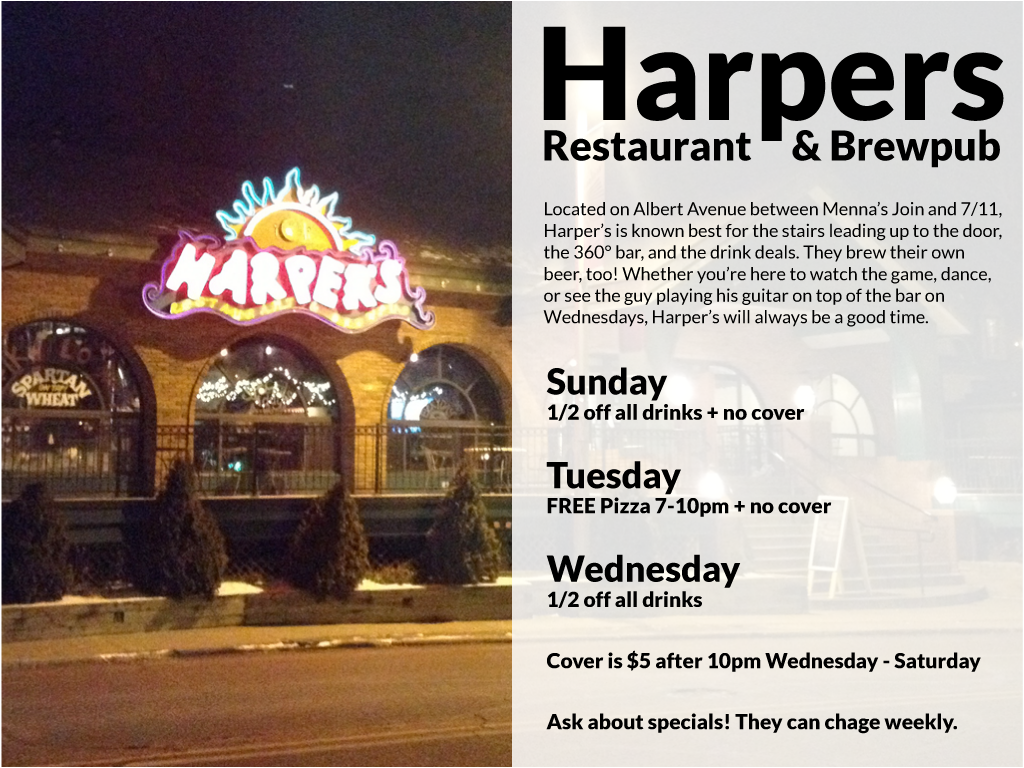 HARPER'S
SPARTAN
WHEAT
Harpers
Restaurant & Brewpub
Located on Albert Avenue between Menna's Join and 7/11,
Harper's is known best for the stairs leading up to the door,
the 360° bar, and the drink deals. They brew their own
beer, too! Whether you're here to watch the game, dance,
or see the guy playing his guitar on top of the bar on
Wednesdays, Harper's will always be a good time.
Sunday
1/2 off all drinks + no cover
Tuesday
FREE Pizza 7-10pm + no cover
Wednesday
1/2 off all drinks
Cover is $5 after 10pm Wednesday - Saturday
Ask about specials! They can chage weekly.